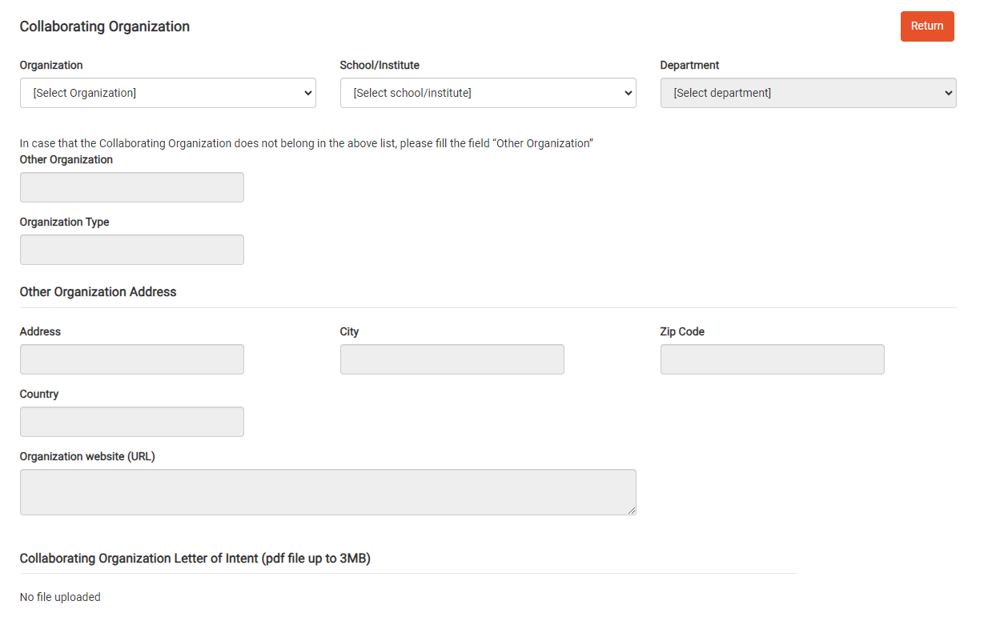 Collaborating Organization
Return
Organization
School/Institute
Department
[Select Organization]
[Select school/institute]
[Select department]
In case that the Collaborating Organization does not belong in the above list, please fill the field “Other Organization”
Other Organization
Organization Type
Other Organization Address
Address
City
Zip Code
Country
Organization website (URL)
Collaborating Organization Letter of Intent (pdf file up to 3MB)
No file uploaded